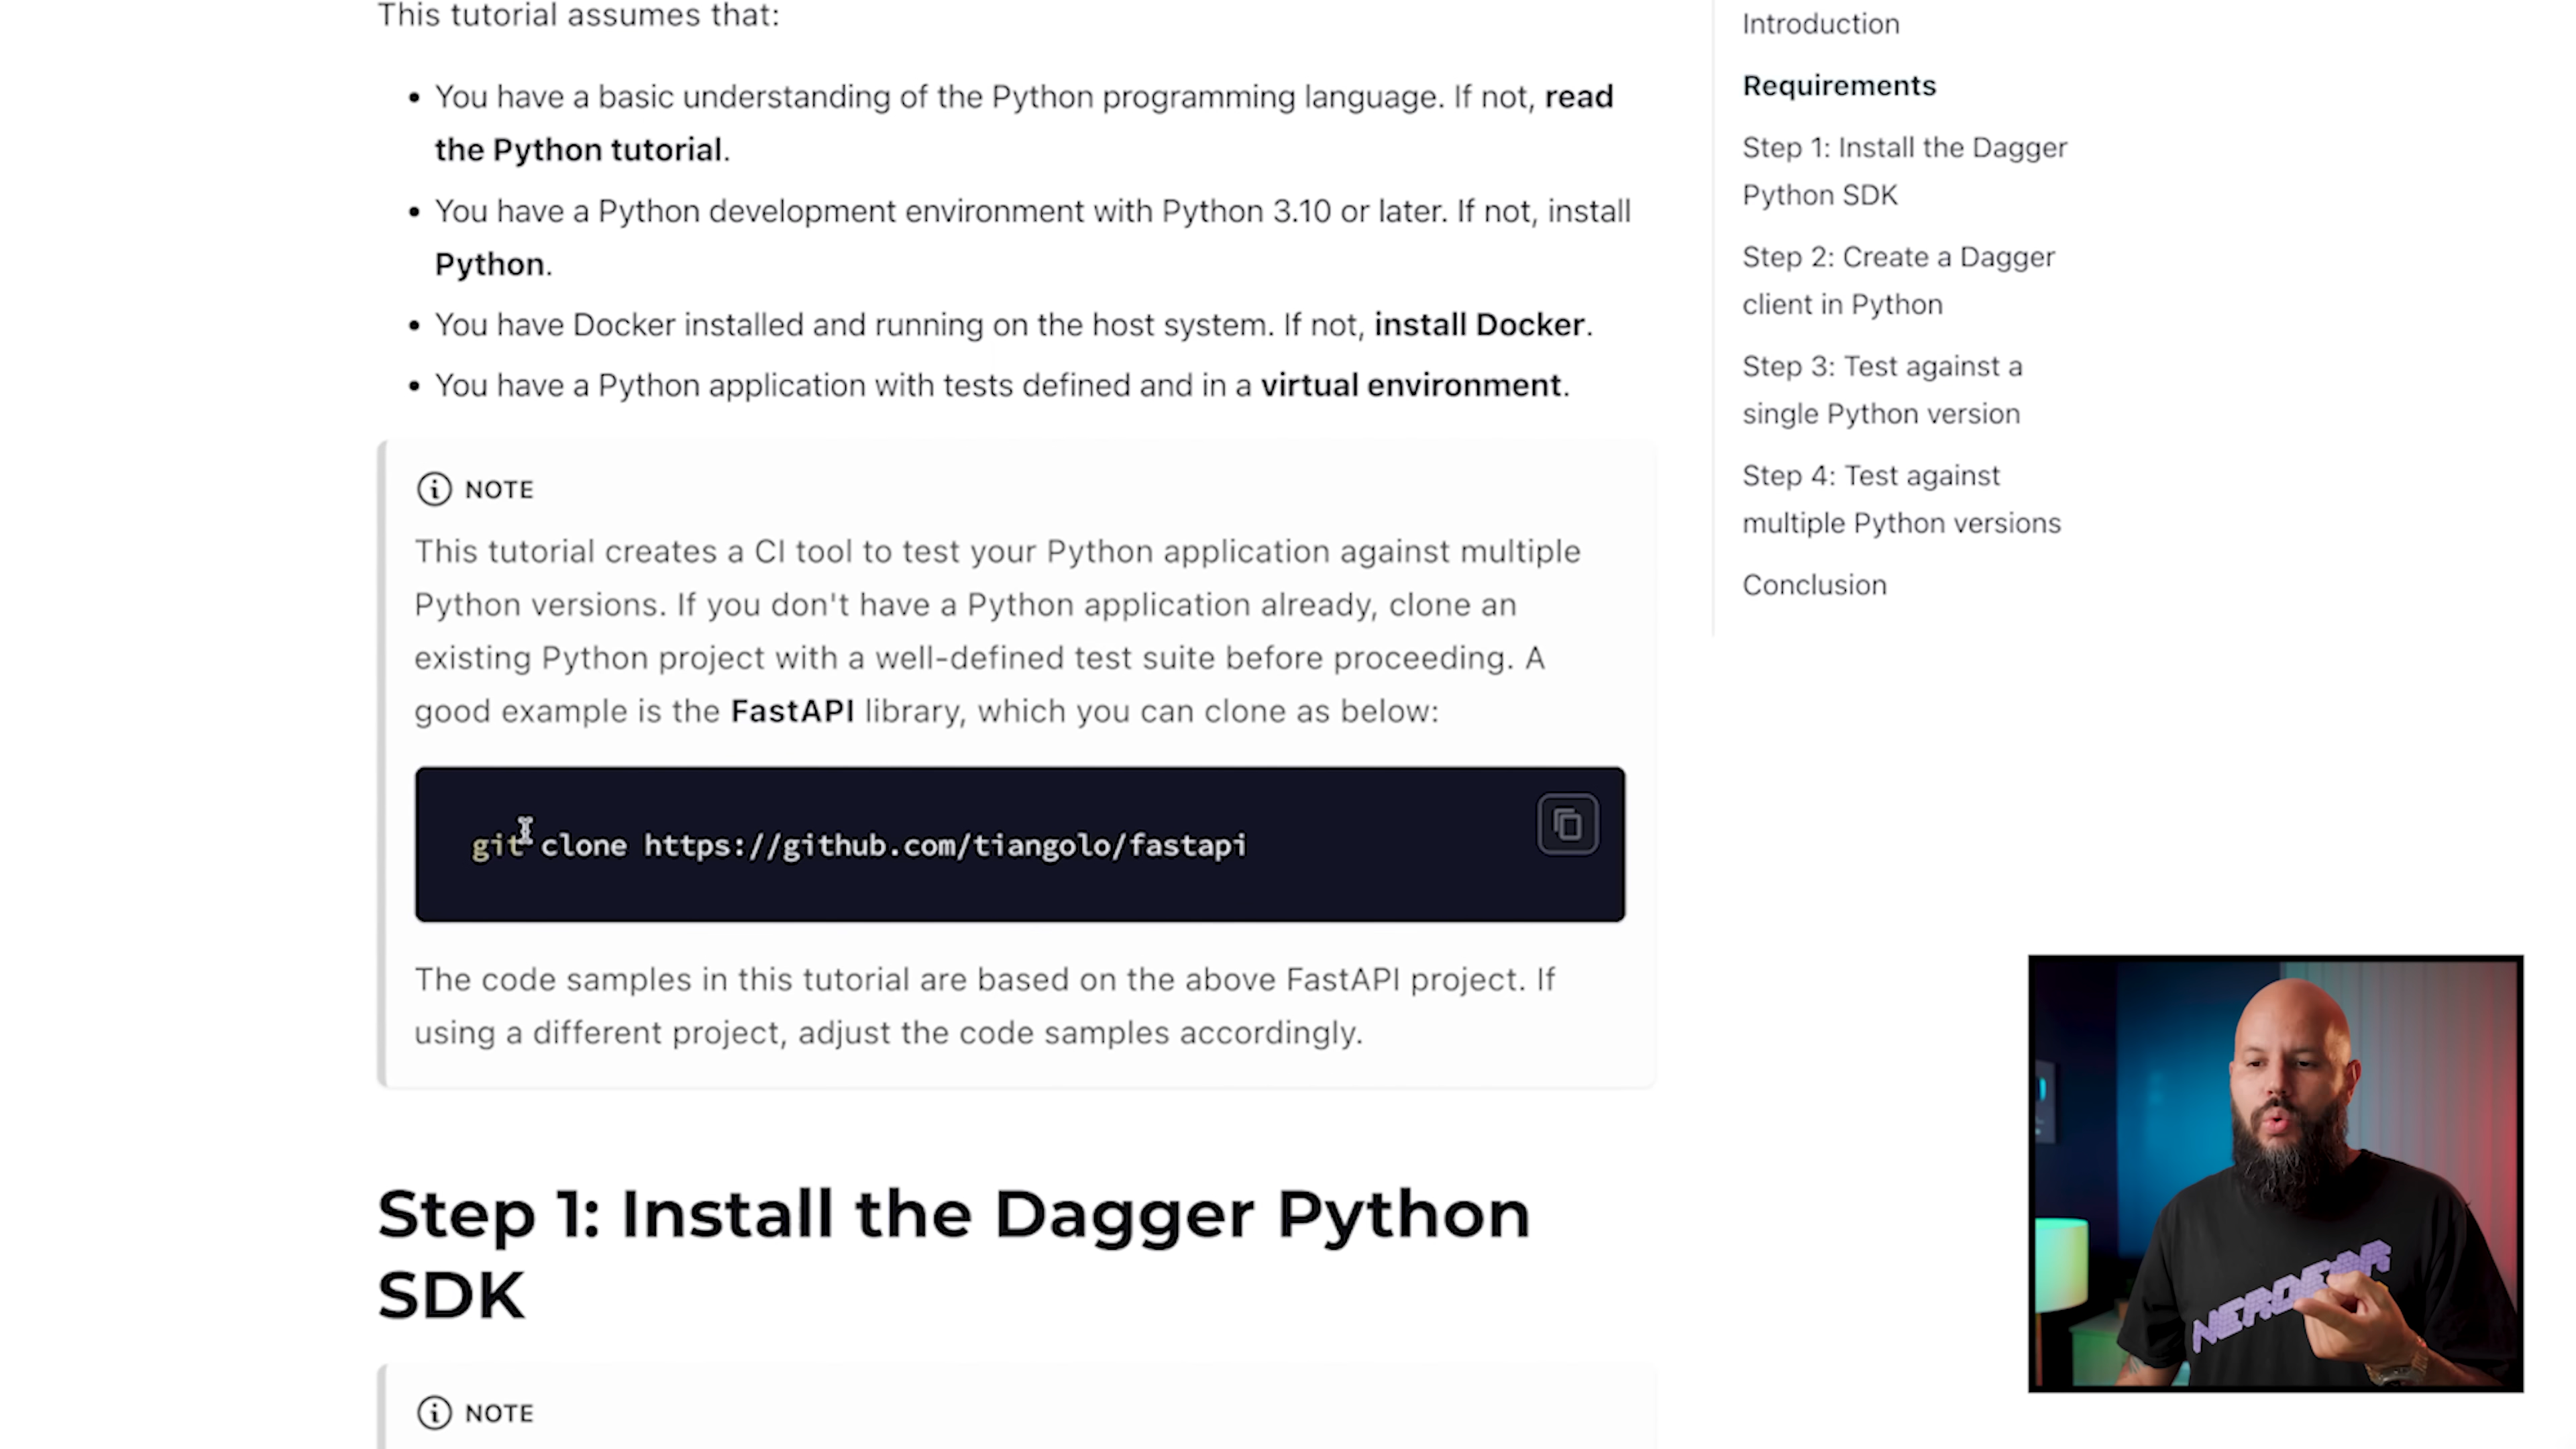 This tutorial assumes that:
• You have a basic understanding of the Python programming language. If not, read
the Python tutorial.
• You have a Python development environment with Python 3.10 or later. If not, install
Python.
• You have Docker installed and running on the host system. If not, install Docker.
• You have a Python application with tests defined and in a virtual environment.
NOTE
This tutorial creates a CI tool to test your Python application against multiple
Python versions. If you don't have a Python application already, clone an
existing Python project with a well-defined test suite before proceeding. A
good example is the FastAPI library, which you can clone as below:
git clone https://github.com/tiangolo/fastapi
The code samples in this tutorial are based on the above FastAPI project. If
using a different project, adjust the code samples accordingly.
Step 1: Install the Dagger Python
SDK
NOTE
Introduction
Requirements
Step 1: Install the Dagger
Python SDK
Step 2: Create a Dagger
client in Python
Step 3: Test against a
single Python version
Step 4: Test against
multiple Python versions
Conclusion